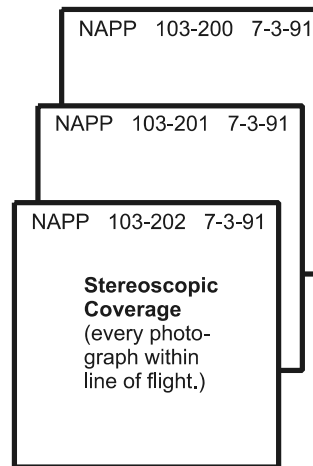 NAPP 103-200 7-3-91
NAPP 103-201 7-3-91
NAPP 103-202 7-3-91
Stereoscopic
Coverage
(every photo-
graph within
line of flight.)